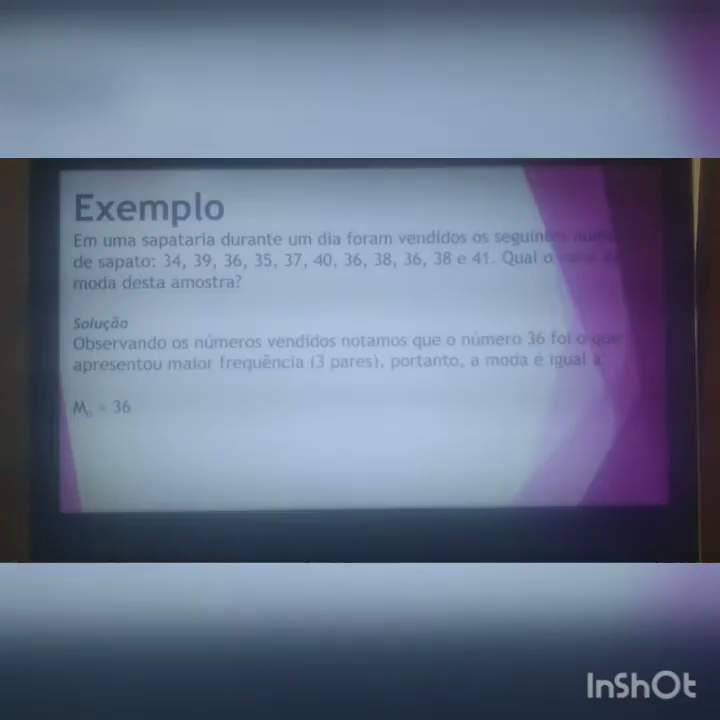 Exemplo
Em uma sapataria durante um dia foram vendidos os seguintes
de sapato: 34, 39, 36, 35, 37, 40, 36, 38, 36, 38 e 41. Qual o
moda desta amostra?
Solução
Observando os números vendidos notamos que o número 36 foi o que
apresentou maior frequência (3 pares), portanto, a moda é igual a:
Mo = 36
InShOt